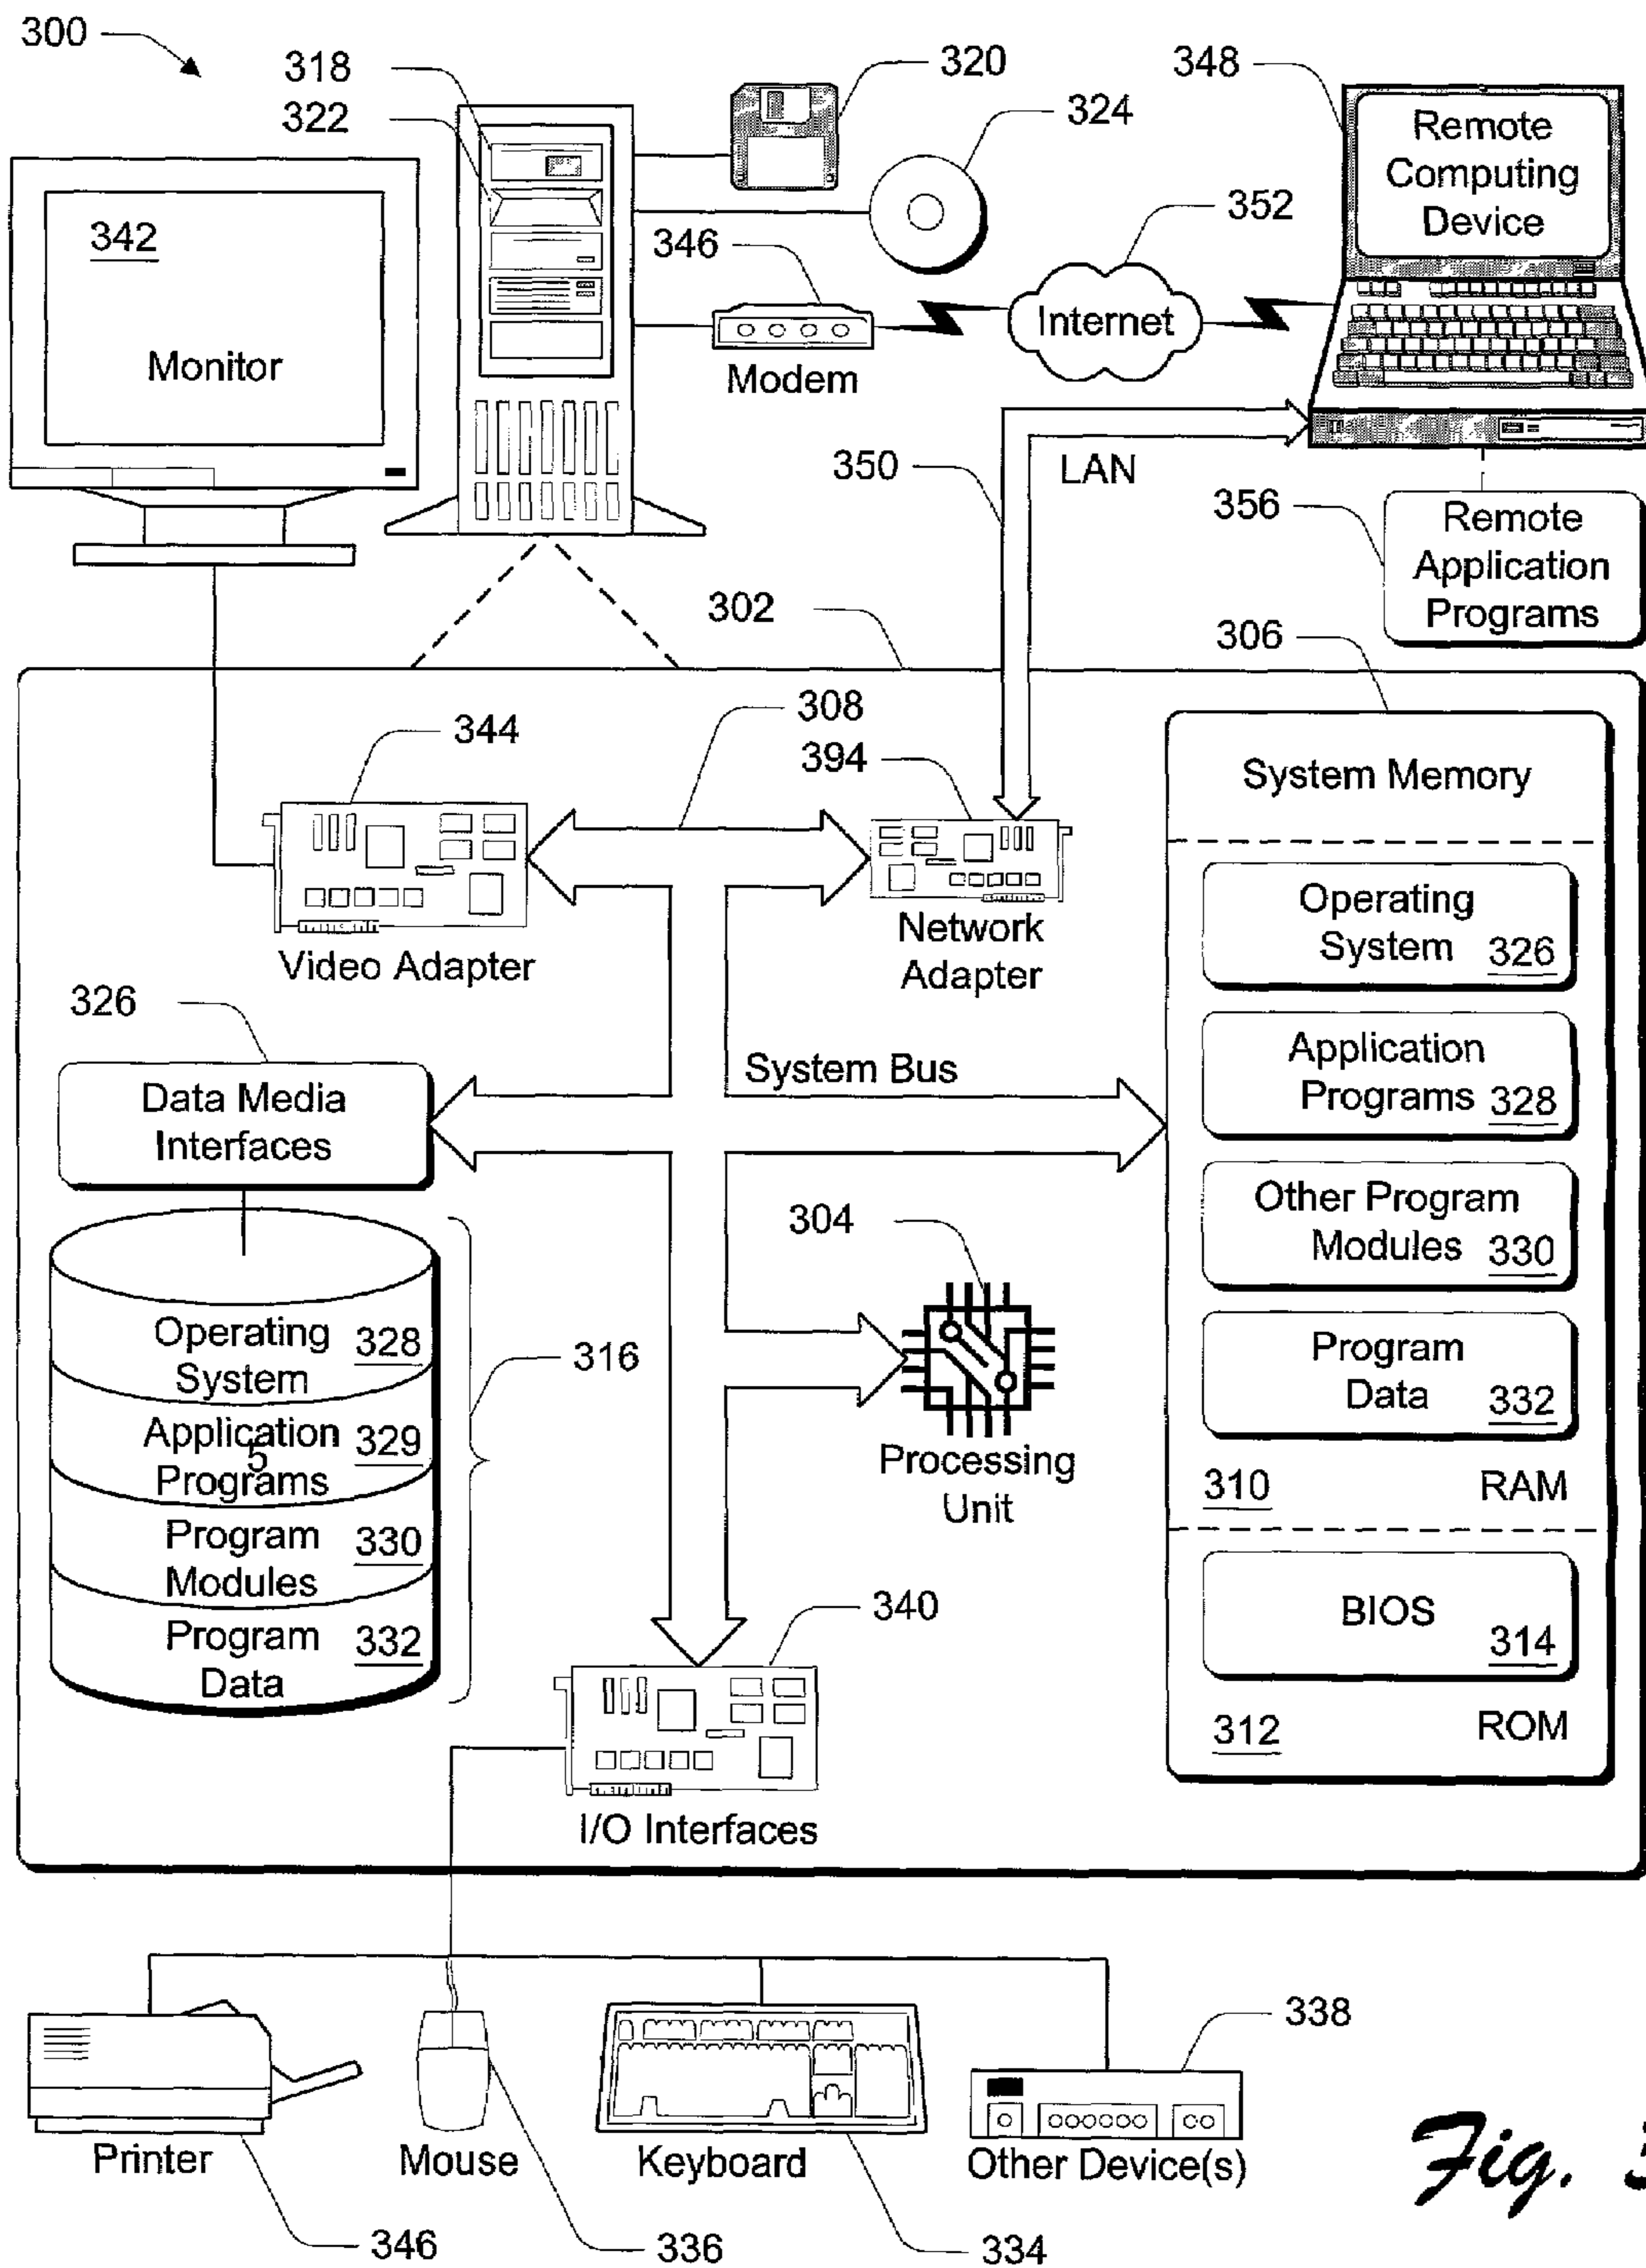 300
318
322
320
324
348
Remote
Computing
Device
352
346
342
Monitor
Modem
Internet
350
LAN
356
Remote
Application
Programs
302
306
308
344
394
System Memory
Video Adapter
Network
Adapter
Operating
System 326
326
Data Media
Interfaces
System Bus
Application
Programs 328
Other Program
Modules 330
304
Operating
System 328
316
Program
Data 332
Application 329
5
Programs
Processing
Unit
310 RAM
Program
Modules 330
340
BIOS
314
Program
Data 332
312 ROM
I/O Interfaces
338
Printer
Mouse
Keyboard
Other Device(s)
346
336
334
Fig.